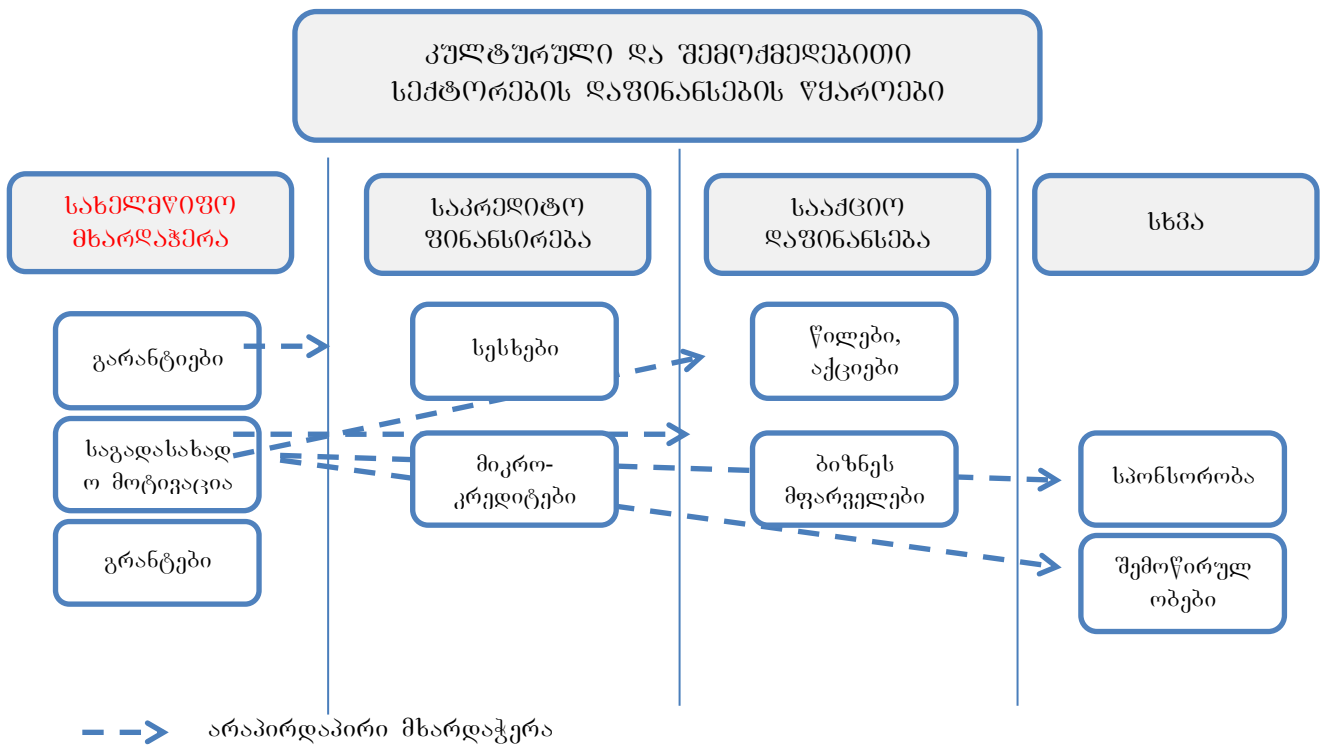 კულტურული და შემოქმედებითი
სექტორების დაფინანსების წყაროები
სახელმწიფო
მხარდაჭერა
საკრედიტო
ფინანსირება
სააქციო
დაფინანსება
სხვა
გარანტიები
საგადასახად
ო მოტივაცია
გრანტები
სესხები
მიკრო-
კრედიტები
წილები,
აქციები
ბიზნეს
მფარველები
სპონსორობა
შემოწირულ
ობები
არაპირდაპირი მხარდაჭერა